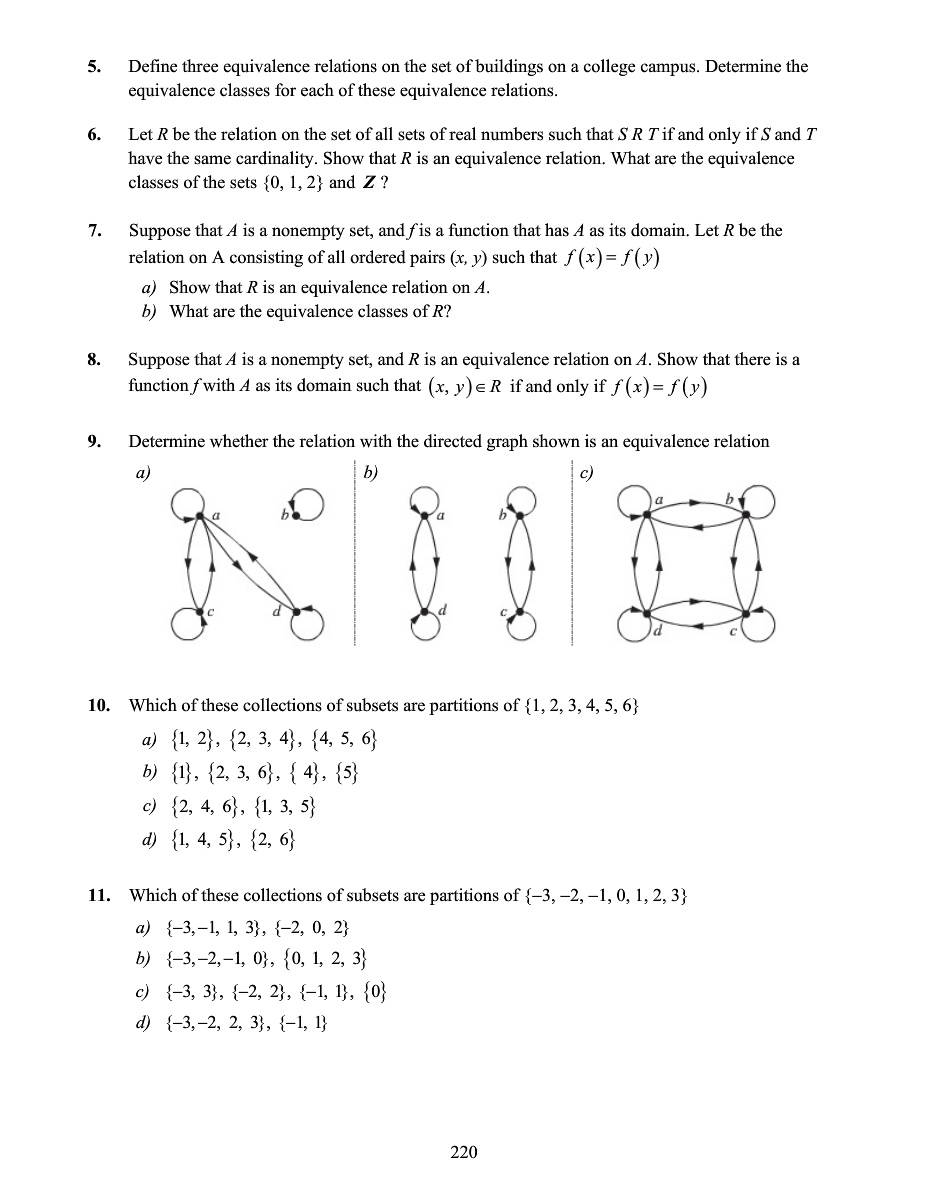 5. Define three equivalence relations on the set of buildings on a college campus. Determine the
equivalence classes for each of these equivalence relations.
6. Let R be the relation on the set of all sets of real numbers such that S R T if and only if S and T
have the same cardinality. Show that R is an equivalence relation. What are the equivalence
classes of the sets {0, 1, 2} and Z ?
7. Suppose that A is a nonempty set, and f is a function that has A as its domain. Let R be the
relation on A consisting of all ordered pairs (x, y) such that f(x)= f(y)
a) Show that R is an equivalence relation on A.
b) What are the equivalence classes of R?
8. Suppose that A is a nonempty set, and R is an equivalence relation on A. Show that there is a
function f with A as its domain such that (x, y)∈ R if and only if f(x)= f(y)
9. Determine whether the relation with the directed graph shown is an equivalence relation
a) b) c)
a b a b a b
c d d c d c
10. Which of these collections of subsets are partitions of {1, 2, 3, 4, 5, 6}
a) {1, 2}, {2, 3, 4}, {4, 5, 6}
b) {1}, {2, 3, 6}, { 4}, {5}
c) {2, 4, 6}, {1, 3, 5}
d) {1, 4, 5}, {2, 6}
11. Which of these collections of subsets are partitions of {−3, −2, −1, 0, 1, 2, 3}
a) {−3,−1, 1, 3}, {−2, 0, 2}
b) {−3,−2,−1, 0}, {0, 1, 2, 3}
c) {−3, 3}, {−2, 2}, {−1, 1}, {0}
d) {−3,−2, 2, 3}, {−1, 1}
220